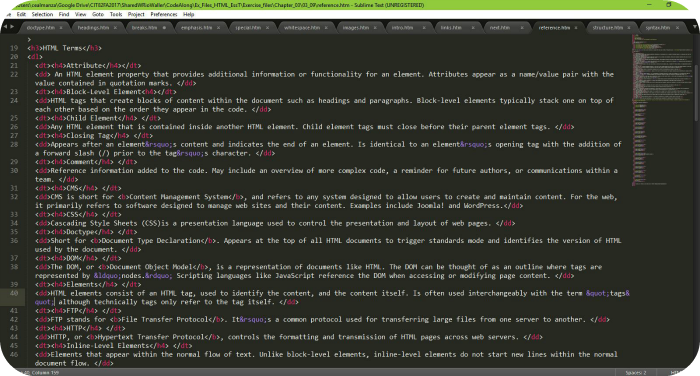 \Google Drive\CITE82FA2017\SharedWRioWaller\CodeAlong\Es_Files_HTML_EssT\Exercise_files\Chapter_03\03_09\reference.htm - Sublime Text (UNREGISTERED)
Edit Selection Find View Goto Tools Project Preferences Help
doctype.htm headings.htm breaks.htm emphasis.htm special.htm whitespace.htm images.htm nt.htm links.htm nest.htm reference.htm structure.htm syntax.htm
19 <h3>HTML Terms</h3>
20 <dl>
21 <dt><h4>Attribute</h4></dt>
22 <dd> An HTML element property that provides additional information or functionality for an element. Attributes appear as a name/value pair with the
value contained in quotation marks. </dd>
23 <dt><h4>Block-Level Element<h4></dt>
24 <dd>HTML tags that create blocks of content within the document such as headings and paragraphs. Block-level elements typically stack one on top of
each other based on the order they appear in the code. </dd>
25 <dt><h4>Child Element</h4> </dt>
26 <dd>Any HTML element that is contained inside another HTML element. Child element tags must close before their parent element tags. </dd>
27 <dt><h4>Closing Tag</h4> </dt>
28 <dd>Appears after an element&rsquo;s content and indicates the end of an element. Is identical to an element&rsquo;s opening tag with the addition of
a forward slash (/) prior to the tag&rsquo;s character. </dd>
29 <dt><h4>Comment</h4> </dt>
30 <dd>Reference information added to the code. May include an overview of more complex code, a reminder for future authors, or communications within a
team. </dd>
31 <dt><h4>CMS</h4> </dt>
32 <dd>CMS is short for <b>Content Management System</b>, and refers to any system designed to allow users to create and maintain content. For the web,
it primarily refers to software designed to manage web sites and their content. Examples include Joomla! and WordPress.</dd>
33 <dt><h4>CSS</h4> </dt>
34 <dd>Cascading Style Sheets (CSS)is a presentation language used to control the presentation and layout of web pages. </dd>
35 <dt><h4>Doctype</h4> </dt>
36 <dd>Short for <b>Document Type Declaration</b>. Appears at the top of all HTML documents to trigger standards mode and identifies the version of HTML
used by the document. </dd>
37 <dt><h4>DOM</h4> </dt>
38 <dd>The DOM, or <b>Document Object Model</b>, is a representation of documents like HTML. The DOM can be thought of as an outline where tags are
represented by &ldquo;nodes.&rdquo; Scripting languages like JavaScript reference the DOM when accessing or modifying page content. </dd>
39 <dt><h4>Elements</h4> </dt>
40 <dd>HTML elements consist of an HTML tag, used to identify the content, and the content itself. Is often used interchangeably with the term &quot;tags&
quot; although technically tags only refer to the tag itself. </dd>
41 <dt><h4>FTP</h4> </dt>
42 <dd>FTP stands for <b>File Transfer Protocol</b>. It&rsquo;s a common protocol used for transferring large files from one server to another. </dd>
43 <dt><h4>HTTP</h4> </dt>
44 <dd>HTTP, or <b>Hypertext Transfer Protocol</b>, controls the formatting and transmission of HTML pages across web servers. </dd>
45 <dt><h4>Inline-Level Elements</h4> </dt>
46 <dd>Elements that appear within the normal flow of text. Unlike block-level elements, inline-level elements do not start new lines within the normal
document flow. </dd>
40, Column 169 Spaces: 2